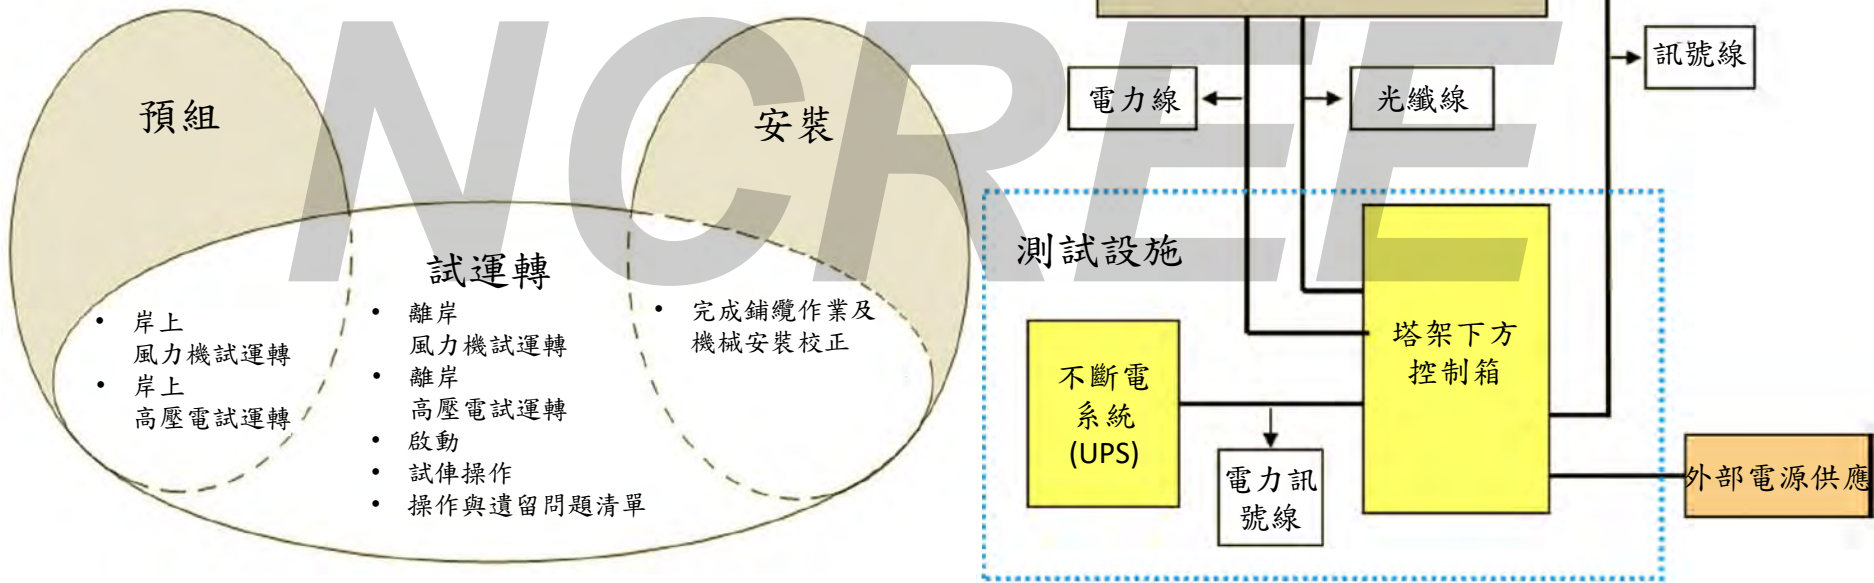 NCREE
預組
安裝
試運轉
• 岸上
風力機試運轉
• 岸上
高壓電試運轉
• 離岸
風力機試運轉
• 離岸
高壓電試運轉
• 啟動
• 試俥操作
• 操作與遺留問題清單
• 完成鋪纜作業及
機械安裝校正
電力線
光纖線
訊號線
測試設施
不斷電
系統
(UPS)
塔架下方
控制箱
電力訊
號線
外部電源供應